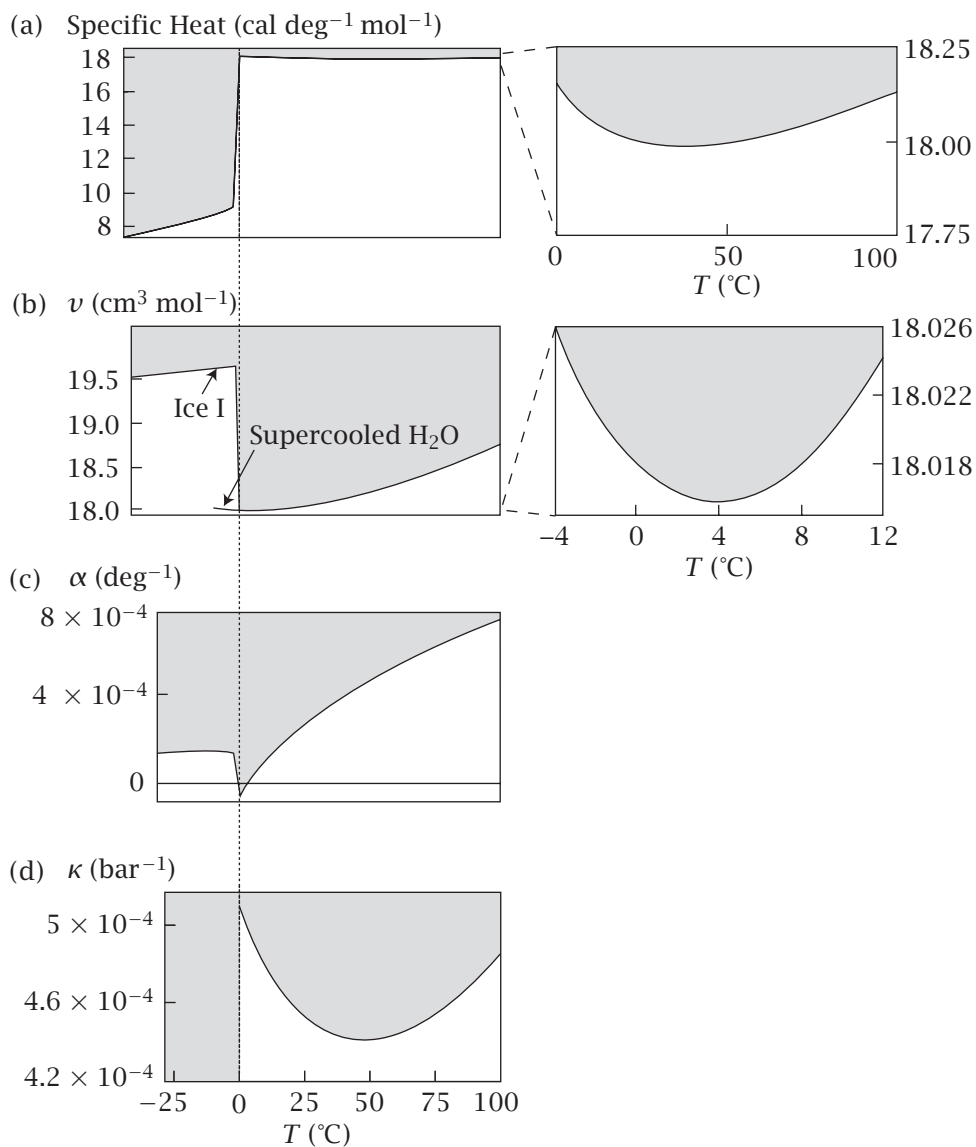 (a) Specific Heat (cal deg⁻¹ mol⁻¹)
18
16
14
12
10
8
18.25
18.00
17.75
0 50 100
T (°C)
(b) v (cm³ mol⁻¹)
19.5
19.0
18.5
18.0
Ice I
Supercooled H₂O
18.026
18.022
18.018
−4 0 4 8 12
T (°C)
(c) α (deg⁻¹)
8 × 10⁻⁴
4 × 10⁻⁴
0
(d) κ (bar⁻¹)
5 × 10⁻⁴
4.6 × 10⁻⁴
4.2 × 10⁻⁴
−25 0 25 50 75 100
T (°C)